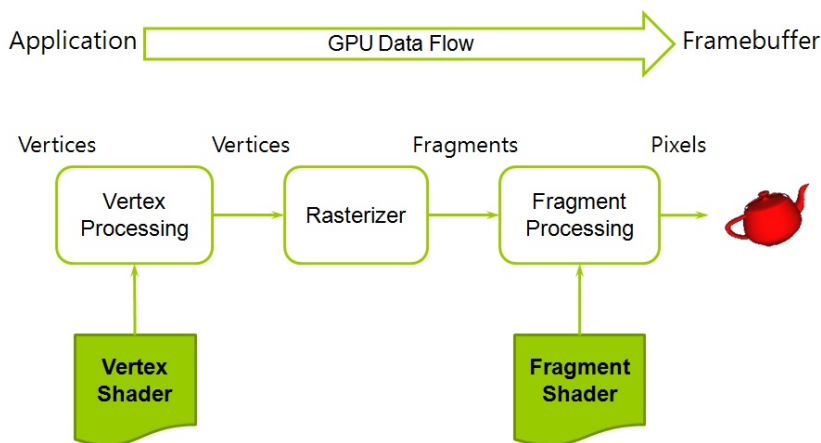 Application
GPU Data Flow
Framebuffer
Vertices
Vertices
Fragments
Pixels
Vertex
Processing
Rasterizer
Fragment
Processing
Vertex
Shader
Fragment
Shader